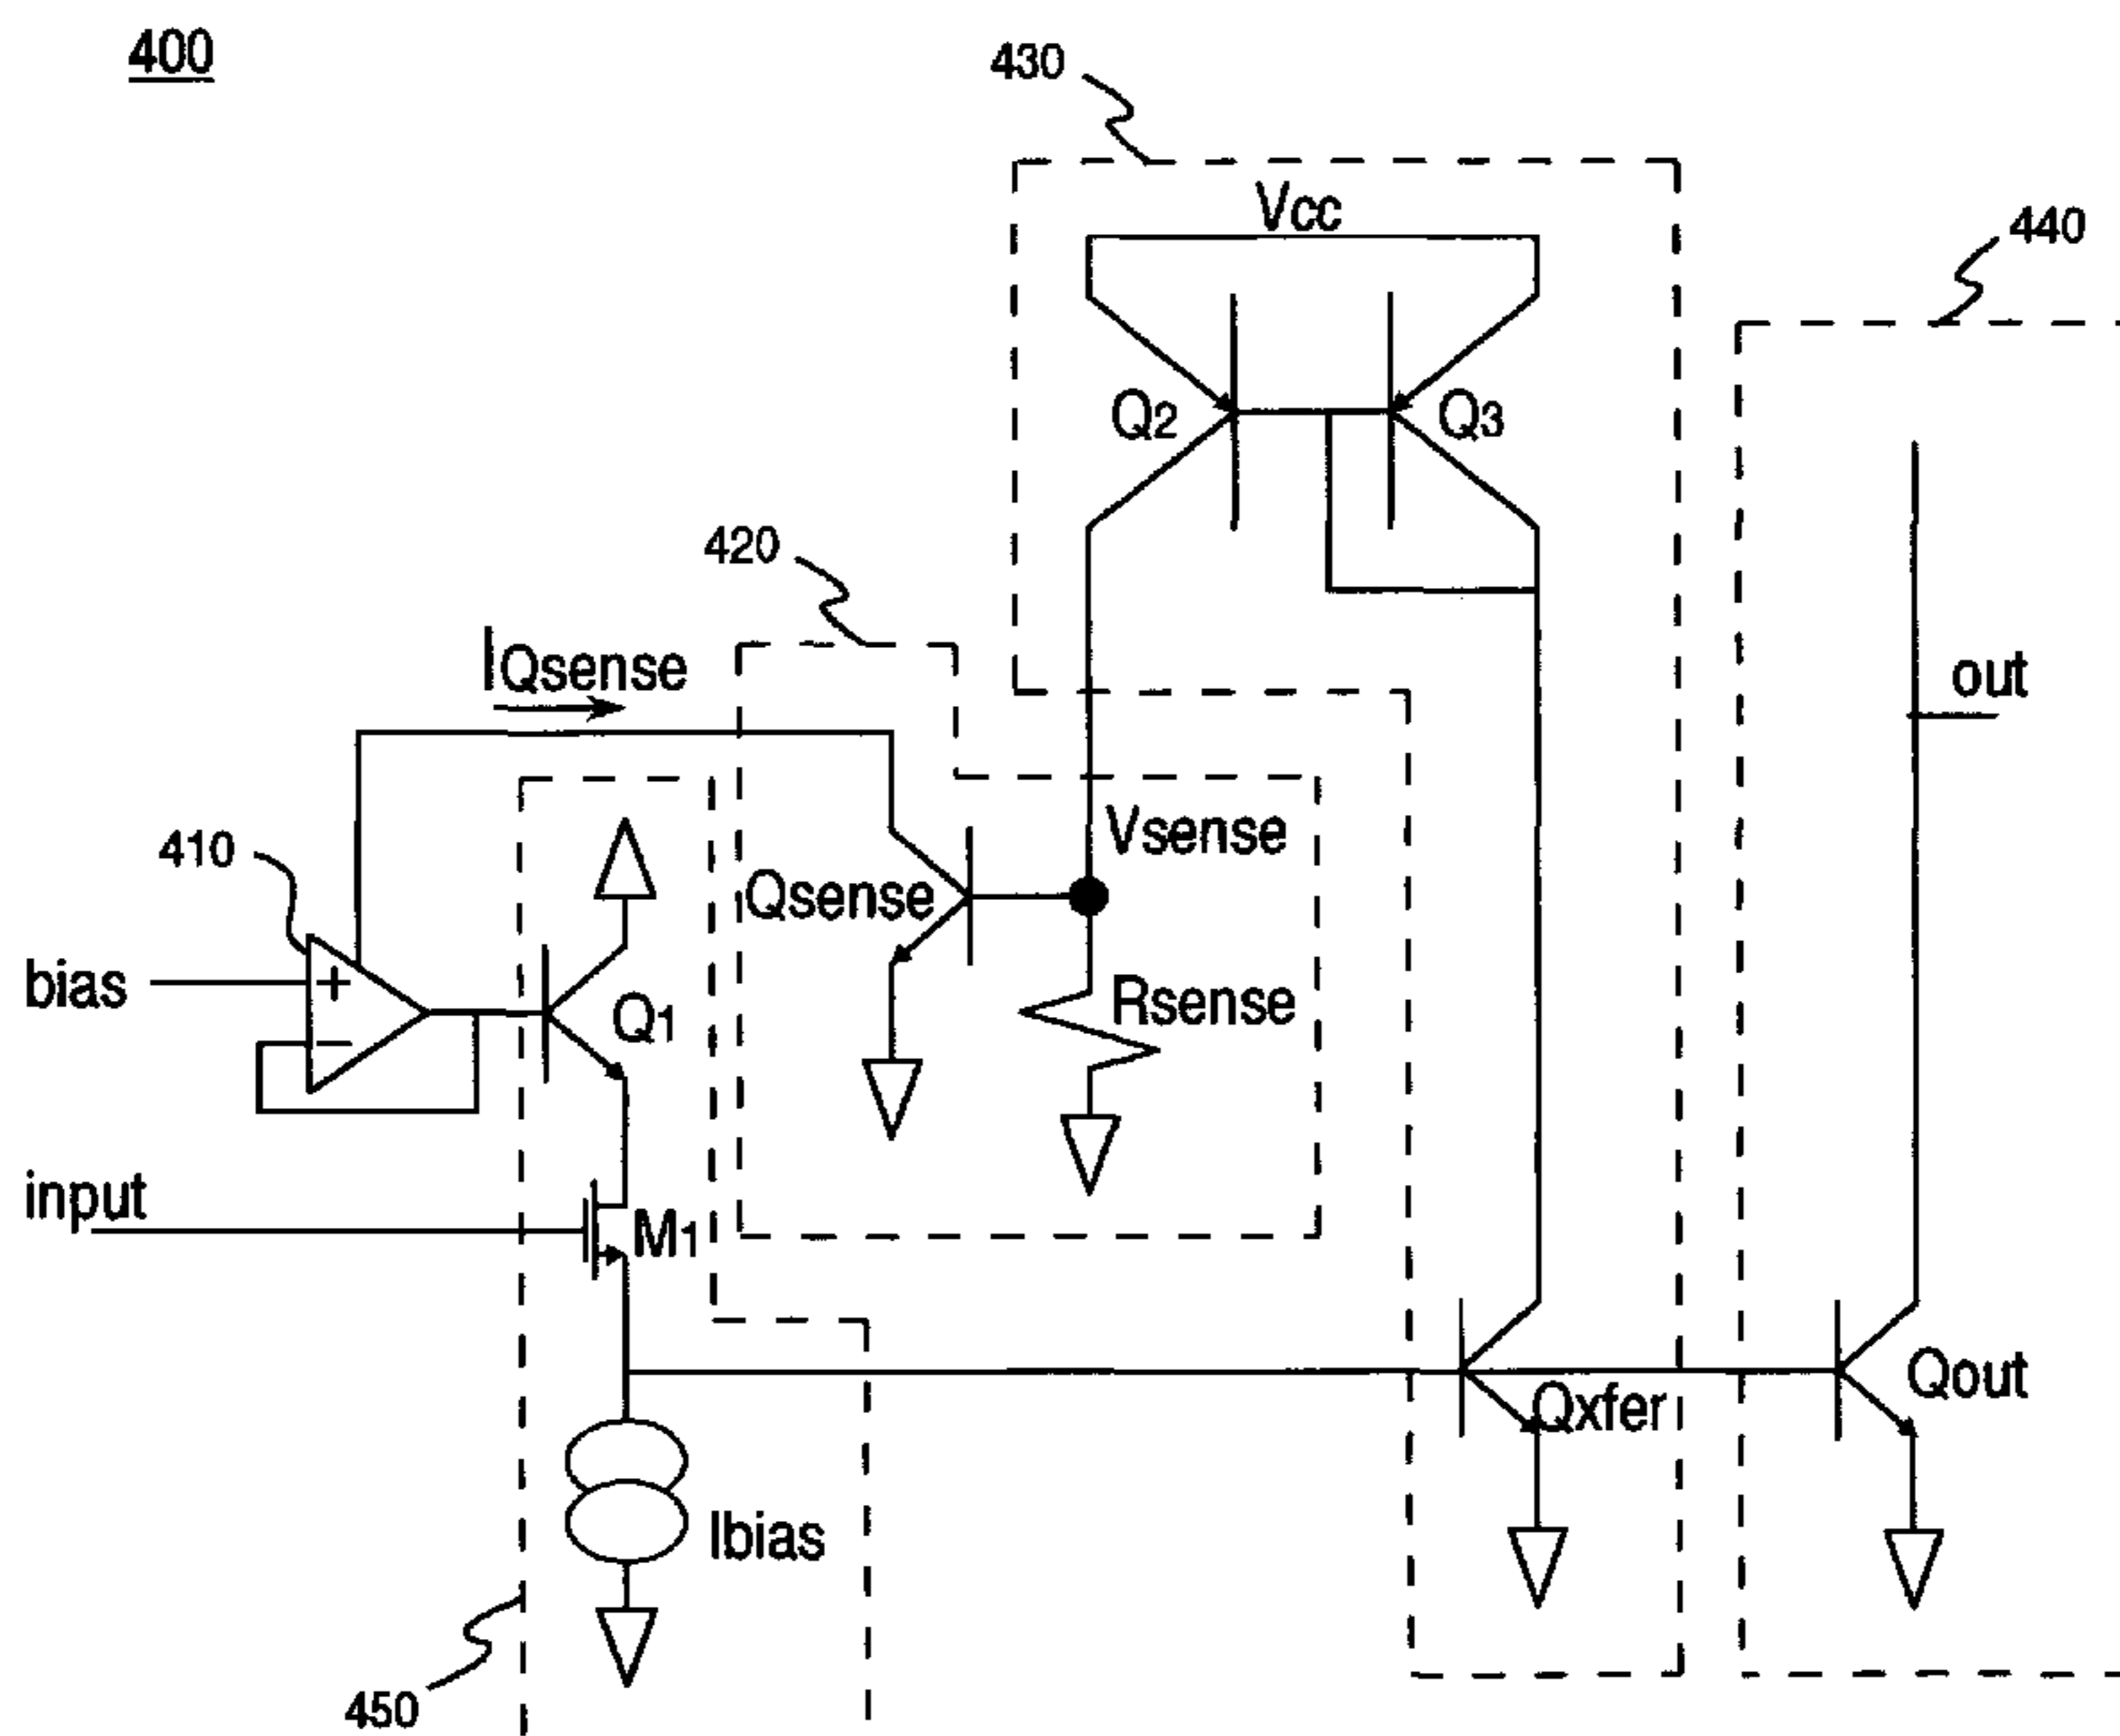 400
430
Vcc
440
Q2
Q3
420
IQsense
out
Vsense
410
Qsense
bias
+
Q1
Rsense
−
input
M1
Qxfer
Qout
Ibias
450